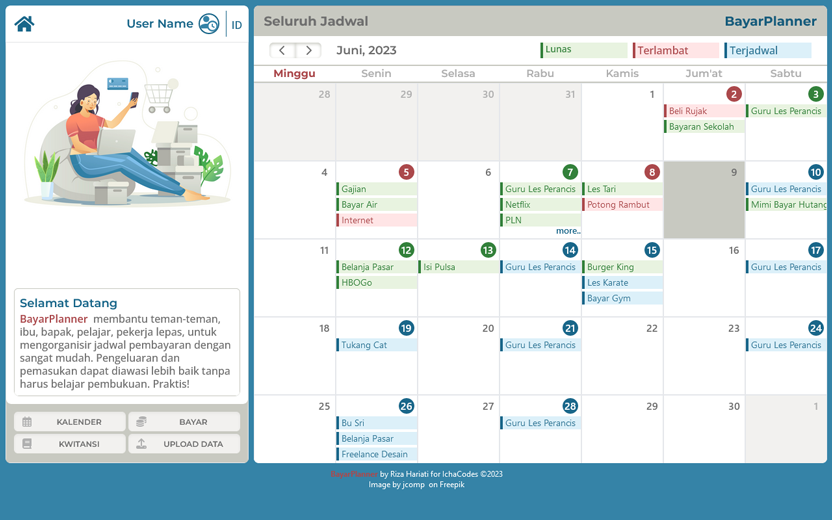 User Name
ID
Selamat Datang
BayarPlanner membantu teman-teman,
ibu, bapak, pelajar, pekerja lepas, untuk
mengorganisir jadwal pembayaran dengan
sangat mudah. Pengeluaran dan
pemasukan dapat diawasi lebih baik tanpa
harus belajar pembukuan. Praktis!
KALENDER
BAYAR
KWITANSI
UPLOAD DATA
Seluruh Jadwal
BayarPlanner
Juni, 2023
Lunas
Terlambat
Terjadwal
Minggu Senin Selasa Rabu Kamis Jum'at Sabtu
28 29 30 31 1 2 3
Beli Rujak Guru Les Perancis
Bayaran Sekolah
4 5 6 7 8 9 10
Gajian Guru Les Perancis Les Tari Guru Les Perancis
Bayar Air Netflix Potong Rambut Mimi Bayar Hutang
Internet PLN
more..
11 12 13 14 15 16 17
Belanja Pasar Isi Pulsa Guru Les Perancis Burger King Guru Les Perancis
HBOGo Les Karate
Bayar Gym
18 19 20 21 22 23 24
Tukang Cat Guru Les Perancis Guru Les Perancis
25 26 27 28 29 30 1
Bu Sri Guru Les Perancis
Belanja Pasar
Freelance Desain
BayarPlanner by Riza Hariati for IchaCodes ©2023
Image by jcomp on Freepik